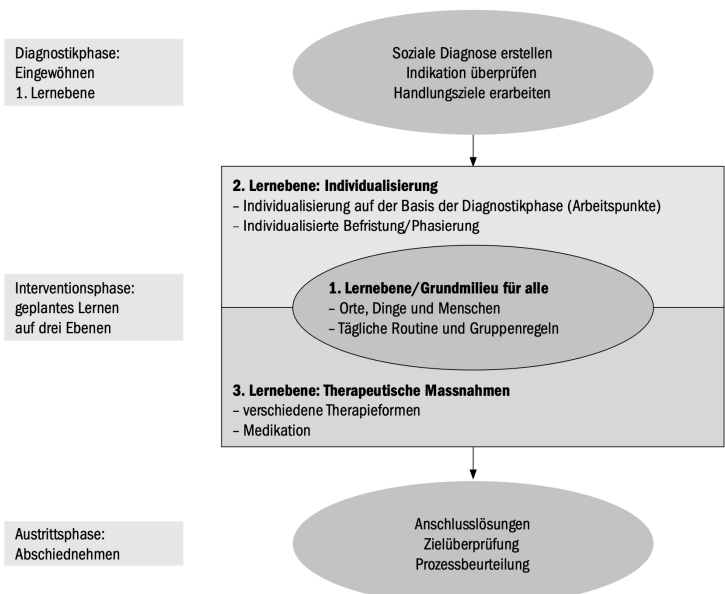 Diagnostikphase:
Eingewöhnen
1. Lernebene
Soziale Diagnose erstellen
Indikation überprüfen
Handlungsziele erarbeiten
2. Lernebene: Individualisierung
– Individualisierung auf der Basis der Diagnostikphase (Arbeitspunkte)
– Individualisierte Befristung/Phasierung
Interventionsphase:
geplantes Lernen
auf drei Ebenen
1. Lernebene/Grundmilieu für alle
– Orte, Dinge und Menschen
– Tägliche Routine und Gruppenregeln
3. Lernebene: Therapeutische Massnahmen
– verschiedene Therapieformen
– Medikation
Austrittsphase:
Abschiednehmen
Anschlusslösungen
Zielüberprüfung
Prozessbeurteilung